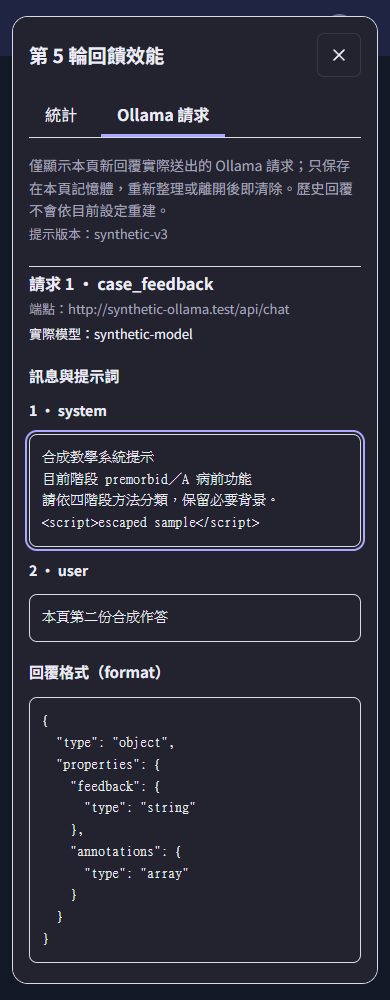 第 5 輪回饋效能
×
統計
Ollama 請求
僅顯示本頁新回覆實際送出的 Ollama 請求；只保存
在本頁記憶體，重新整理或離開後即清除。歷史回覆
不會依目前設定重建。
提示版本：synthetic-v3
請求 1 · case_feedback
端點：http://synthetic-ollama.test/api/chat
實際模型：synthetic-model
訊息與提示詞
1 · system
合成教學系統提示
目前階段 premorbid／A 病前功能
請依四階段方法分類，保留必要背景。
<script>escaped sample</script>
2 · user
本頁第二份合成作答
回覆格式（format）
{
  "type": "object",
  "properties": {
    "feedback": {
      "type": "string"
    },
    "annotations": {
      "type": "array"
    }
  }
}